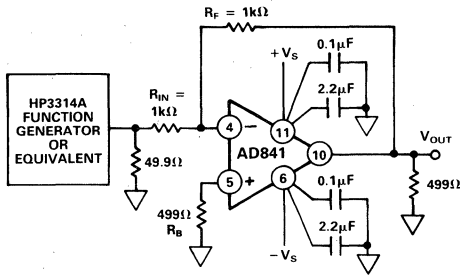 R_F = 1kΩ
+V_S
0.1µF
2.2µF
HP3314A
FUNCTION
GENERATOR
OR
EQUIVALENT
R_IN =
1kΩ
49.9Ω
4
−
11
AD841
10
5
+
6
V_OUT
499Ω
499Ω
R_B
0.1µF
2.2µF
−V_S